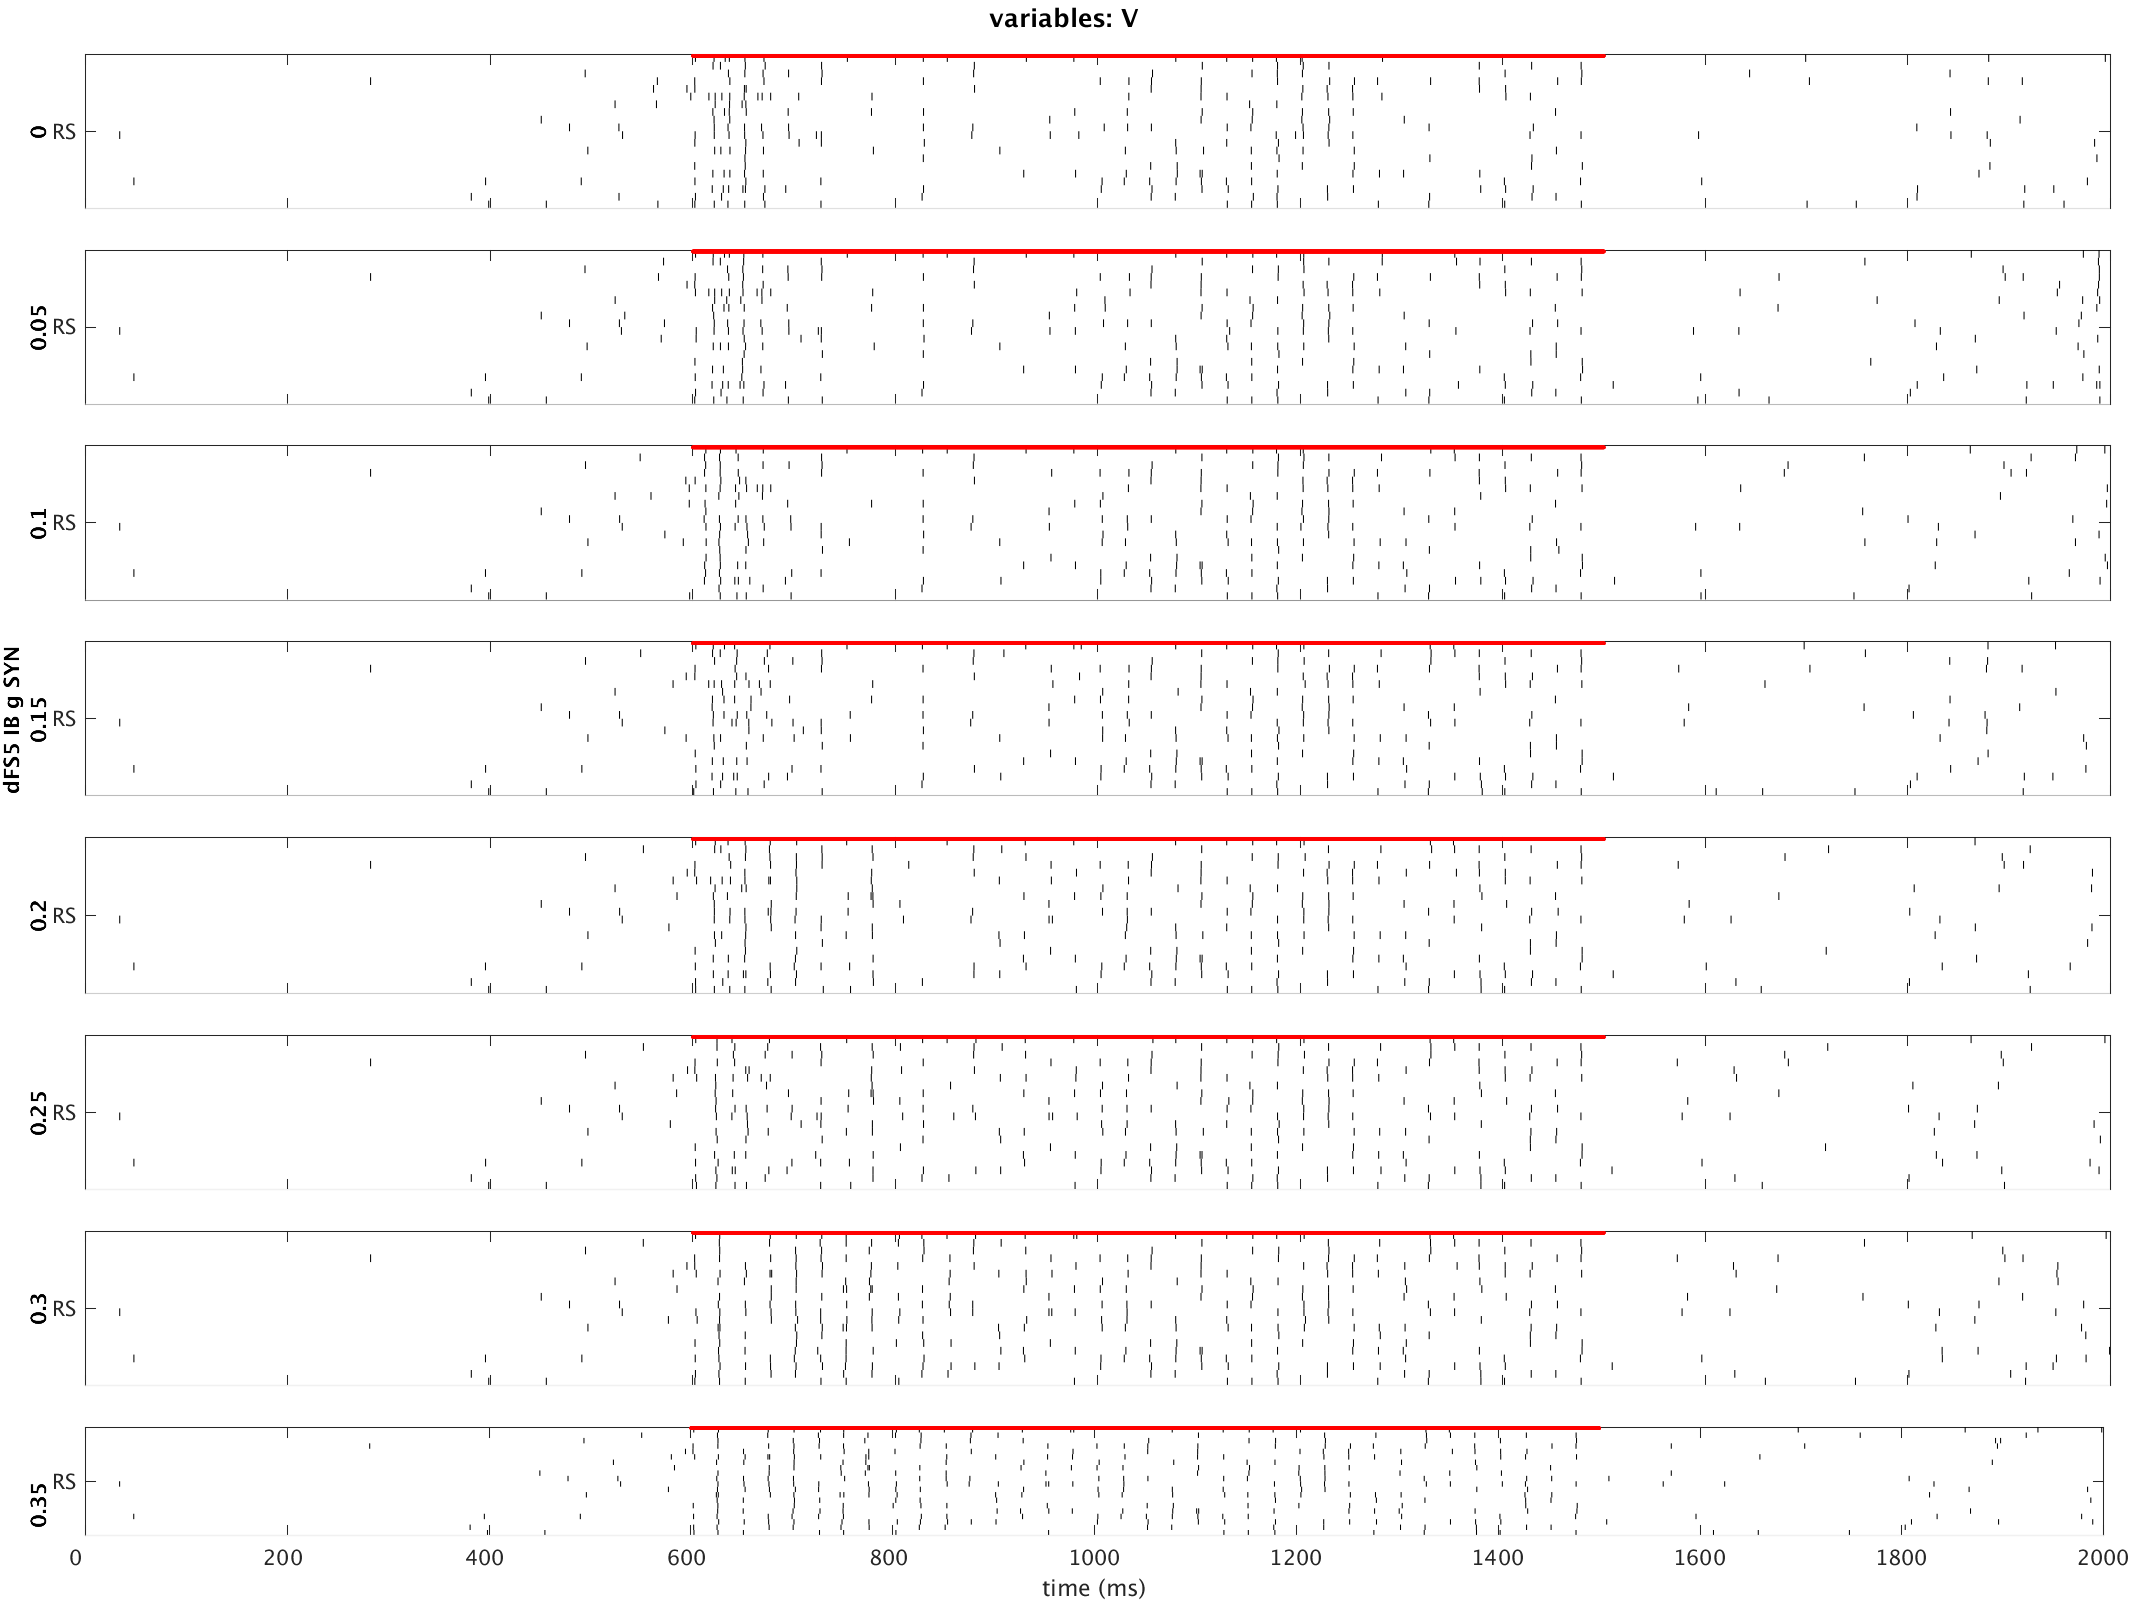 variables: V
dFS5 IB g SYN
0 RS
0.05 RS
0.1 RS
0.15 RS
0.2 RS
0.25 RS
0.3 RS
0.35 RS
0 200 400 600 800 1000 1200 1400 1600 1800 2000
time (ms)